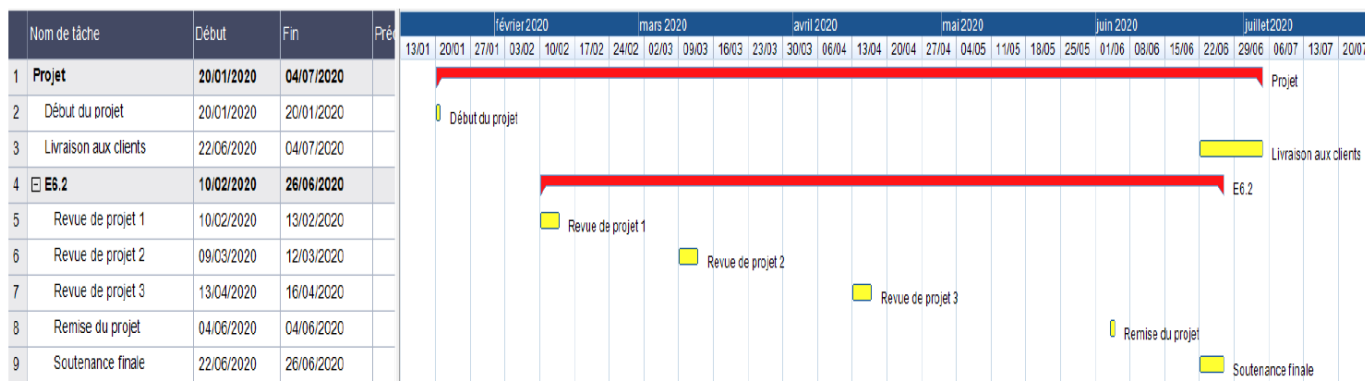 Nom de tâche Début Fin Préc
février 2020 mars 2020 avril 2020 mai 2020 juin 2020 juillet 2020
13/01 20/01 27/01 03/02 10/02 17/02 24/02 02/03 09/03 16/03 23/03 30/03 06/04 13/04 20/04 27/04 04/05 11/05 18/05 25/05 01/06 08/06 15/06 22/06 29/06 06/07 13/07 20/07
1 Projet 20/01/2020 04/07/2020 Projet
2 Début du projet 20/01/2020 20/01/2020 Début du projet
3 Livraison aux clients 22/06/2020 04/07/2020 Livraison aux clients
4 E6.2 10/02/2020 26/06/2020 E6.2
5 Revue de projet 1 10/02/2020 13/02/2020 Revue de projet 1
6 Revue de projet 2 09/03/2020 12/03/2020 Revue de projet 2
7 Revue de projet 3 13/04/2020 16/04/2020 Revue de projet 3
8 Remise du projet 04/06/2020 04/06/2020 Remise du projet
9 Soutenance finale 22/06/2020 26/06/2020 Soutenance finale